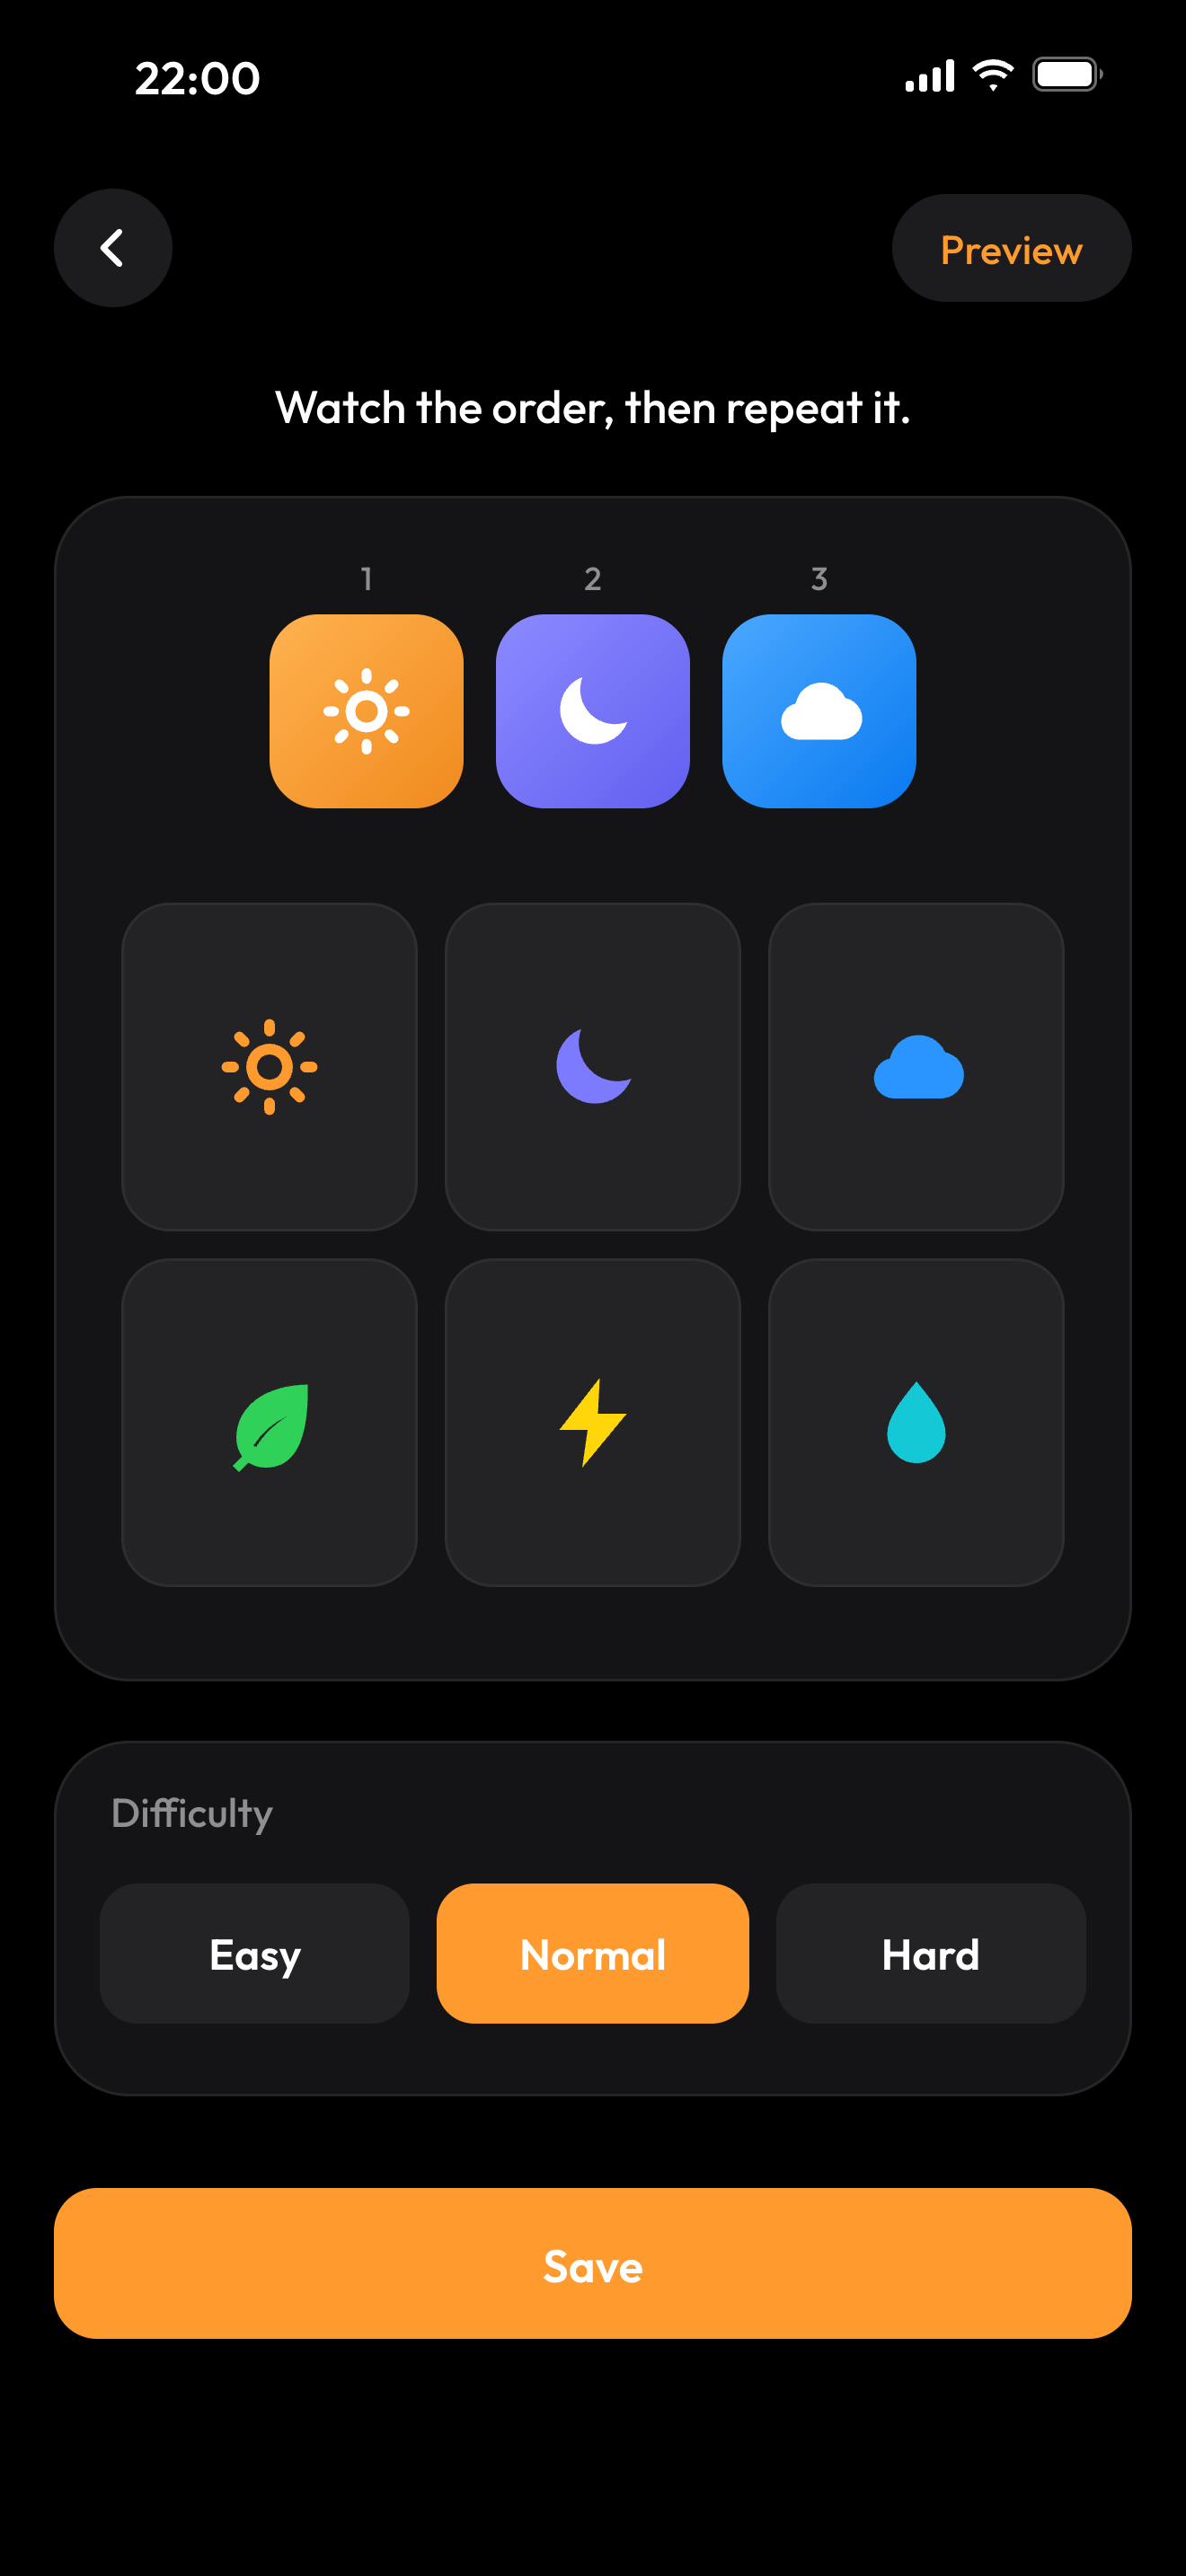 22:00
Preview
Watch the order, then repeat it.
1 2 3
Difficulty
Easy Normal Hard
Save